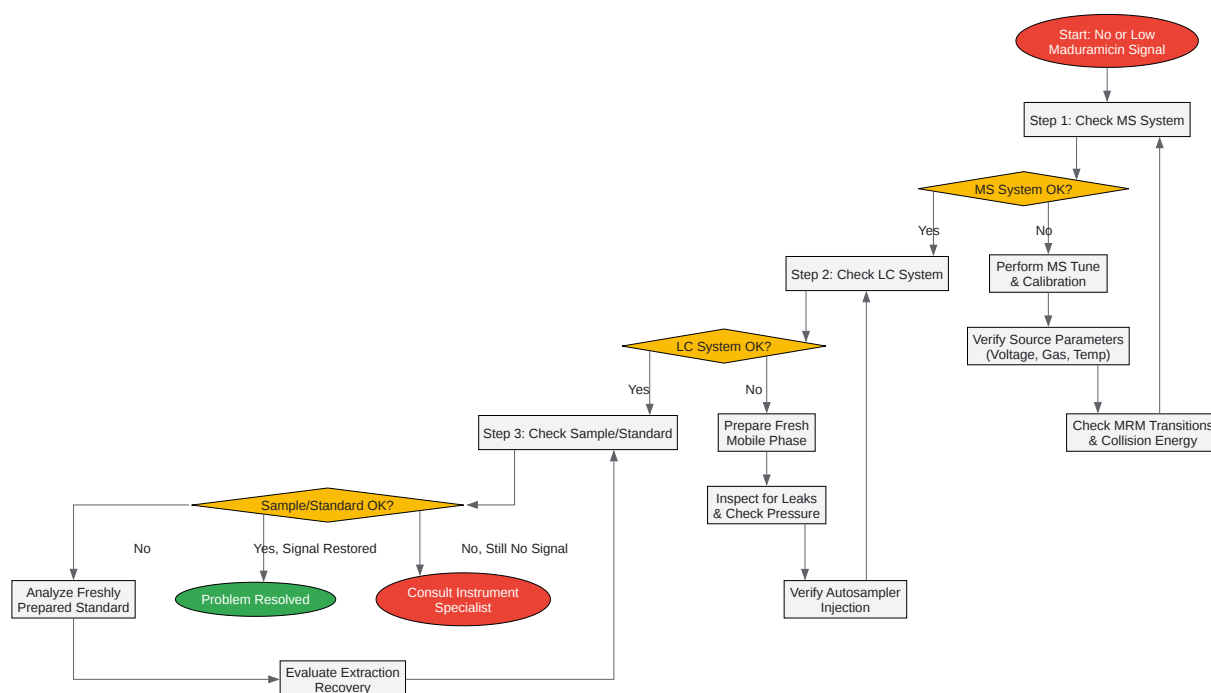 Start: No or Low
Maduramicin Signal
Step 1: Check MS System
MS System OK?
Yes
No
Step 2: Check LC System
Perform MS Tune
& Calibration
LC System OK?
Verify Source Parameters
(Voltage, Gas, Temp)
Yes
No
Step 3: Check Sample/Standard
Prepare Fresh
Mobile Phase
Check MRM Transitions
& Collision Energy
Sample/Standard OK?
Inspect for Leaks
& Check Pressure
No
Yes, Signal Restored
No, Still No Signal
Analyze Freshly
Prepared Standard
Problem Resolved
Consult Instrument
Specialist
Verify Autosampler
Injection
Evaluate Extraction
Recovery